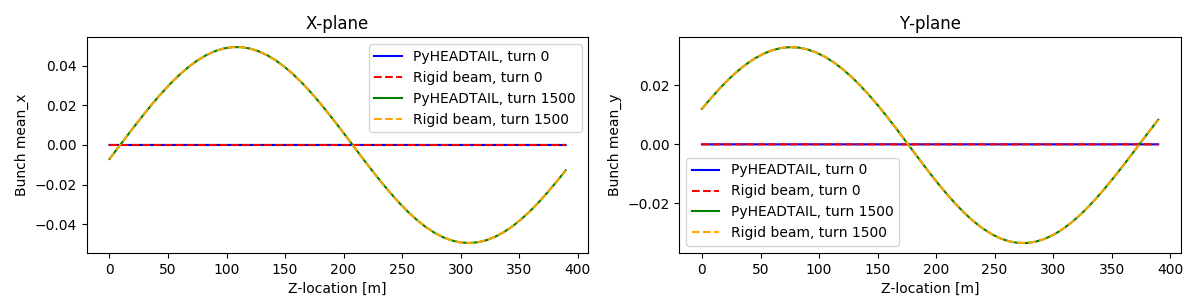 X-plane
Bunch mean_x
0.04
0.02
0.00
−0.02
−0.04
PyHEADTAIL, turn 0
Rigid beam, turn 0
PyHEADTAIL, turn 1500
Rigid beam, turn 1500
0 50 100 150 200 250 300 350 400
Z-location [m]
Y-plane
Bunch mean_y
0.02
0.00
−0.02
PyHEADTAIL, turn 0
Rigid beam, turn 0
PyHEADTAIL, turn 1500
Rigid beam, turn 1500
0 50 100 150 200 250 300 350 400
Z-location [m]